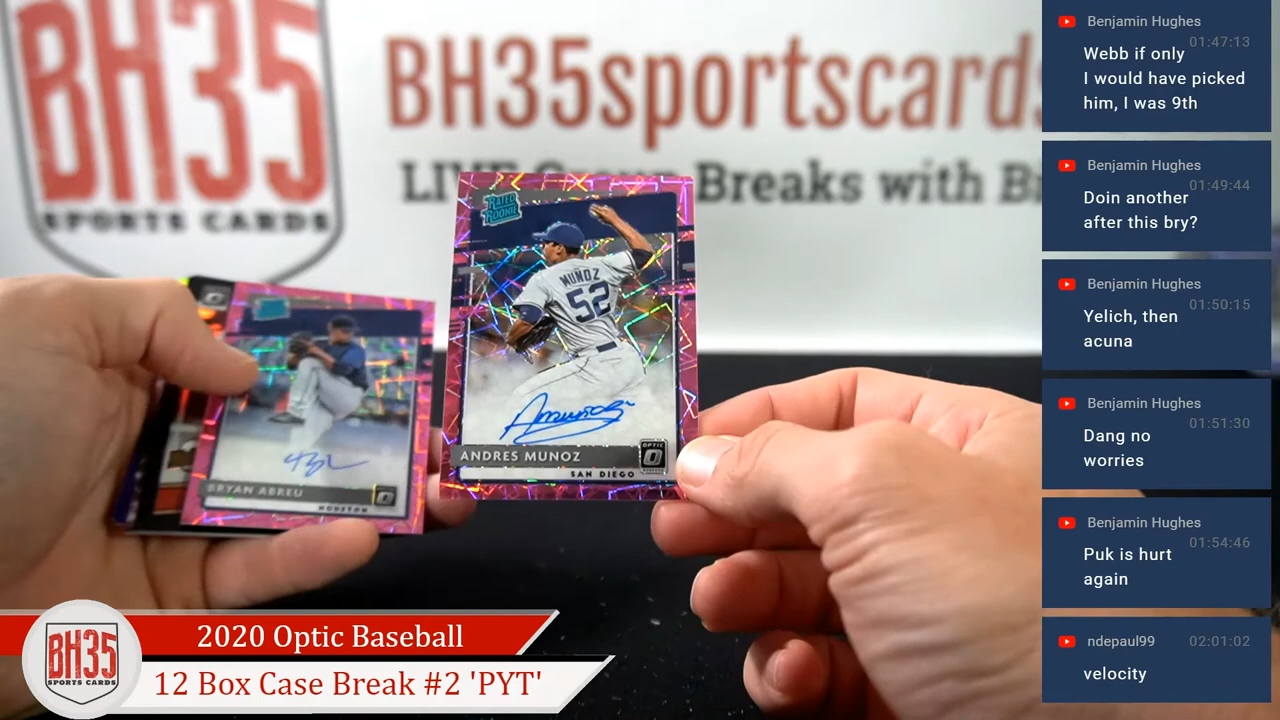 BH35
SPORTS CARDS
BH35sportscards
Breaks with
RATED
ROOKIE
MUÑOZ
52
ANDRES MUNOZ
OPTIC
SAN DIEGO
BRYAN ABREU
HOUSTON
BH35
SPORTS CARDS
2020 Optic Baseball
12 Box Case Break #2 'PYT'
Benjamin Hughes
01:47:13
Webb if only
I would have picked
him, I was 9th
Benjamin Hughes
01:49:44
Doin another
after this bry?
Benjamin Hughes
01:50:15
Yelich, then
acuna
Benjamin Hughes
01:51:30
Dang no
worries
Benjamin Hughes
01:54:46
Puk is hurt
again
ndepaul99
02:01:02
velocity